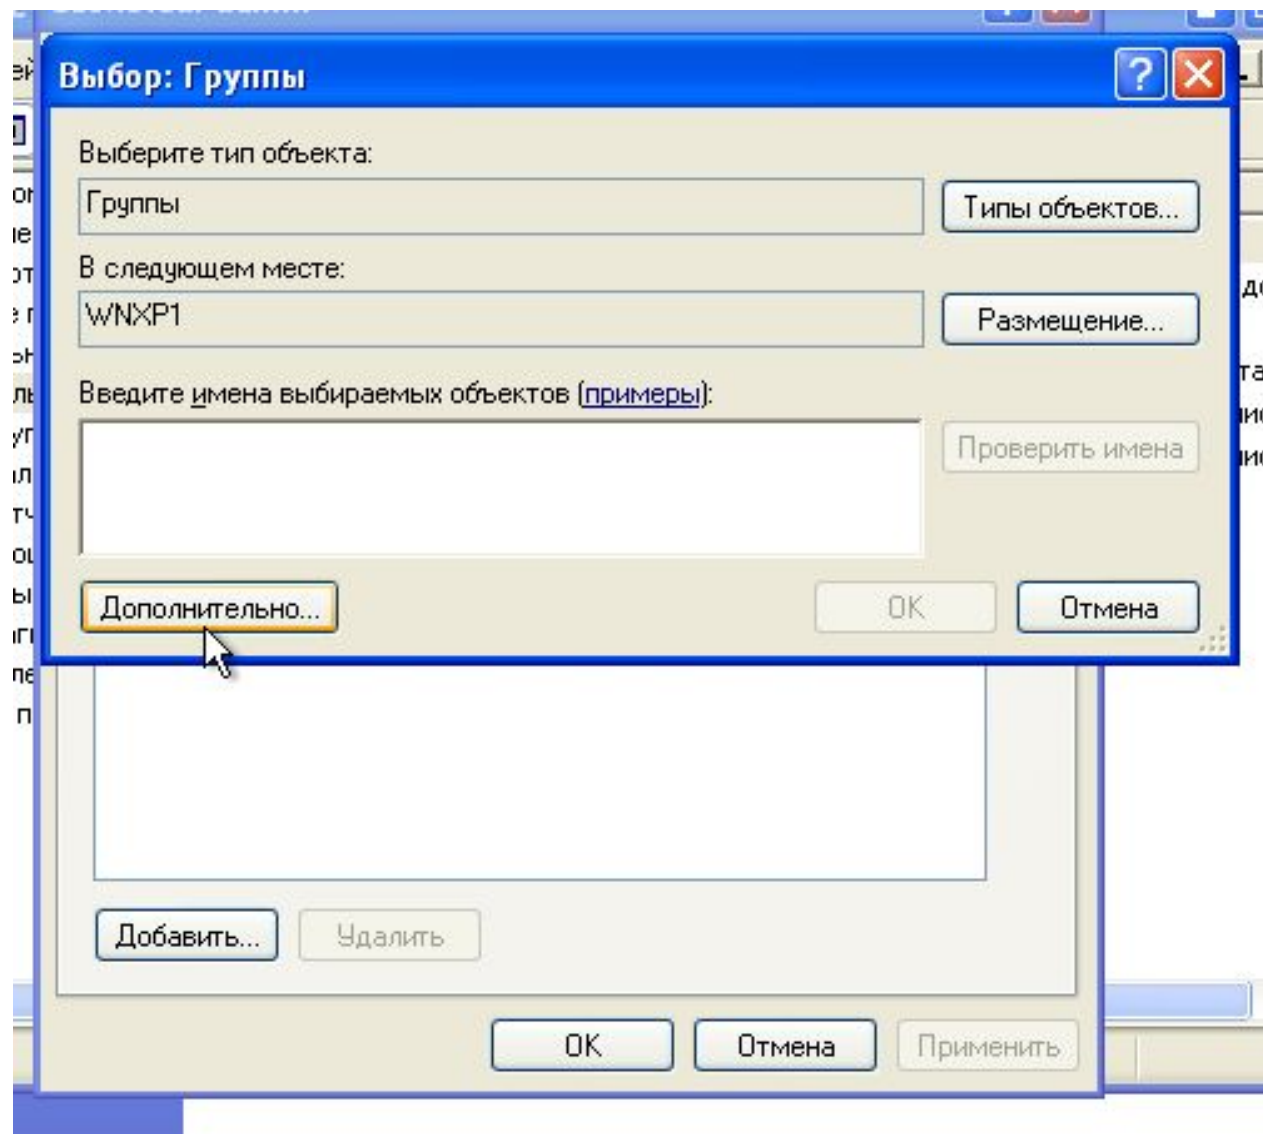 Выбор: Группы
Выберите тип объекта:
Группы
Типы объектов...
В следующем месте:
WNXP1
Размещение...
Введите имена выбираемых объектов (примеры):
Проверить имена
Дополнительно...
OK
Отмена
Добавить...
Удалить
OK
Отмена
Применить